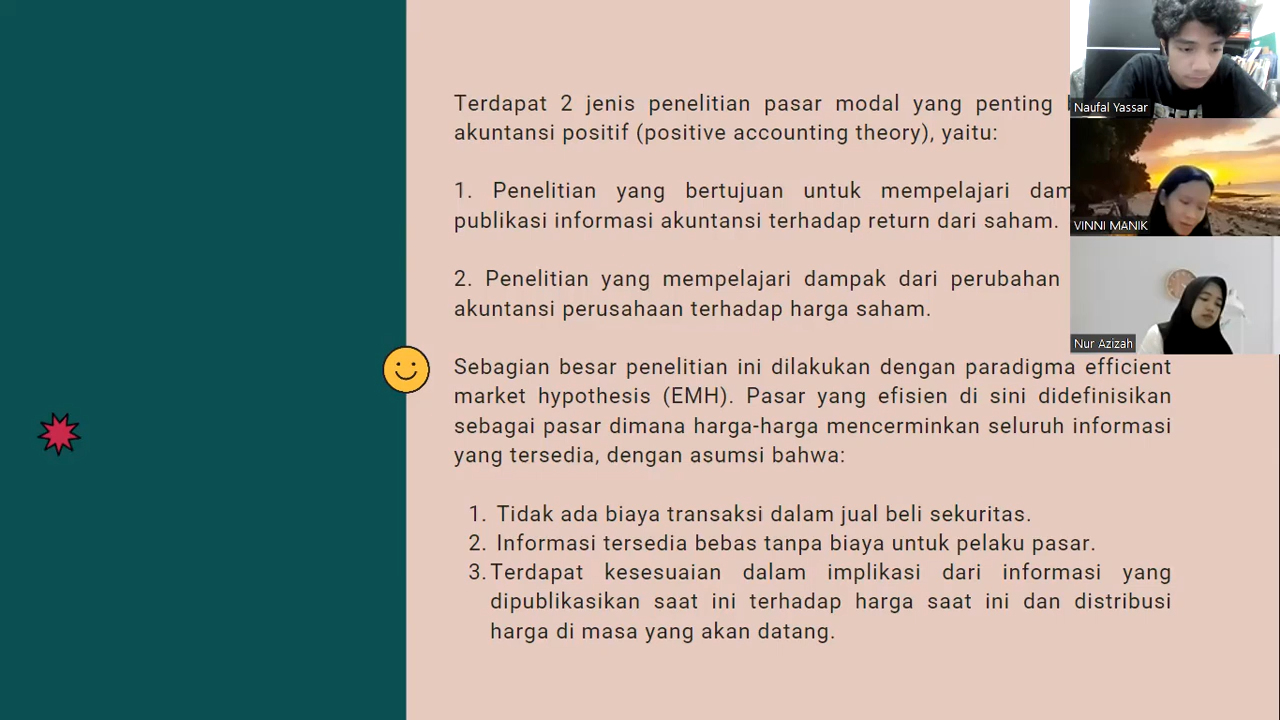 Terdapat 2 jenis penelitian pasar modal yang penting
akuntansi positif (positive accounting theory), yaitu:
1. Penelitian yang bertujuan untuk mempelajari
publikasi informasi akuntansi terhadap return dari saham.
2. Penelitian yang mempelajari dampak dari perubahan
akuntansi perusahaan terhadap harga saham.
Sebagian besar penelitian ini dilakukan dengan paradigma efficient
market hypothesis (EMH). Pasar yang efisien di sini didefinisikan
sebagai pasar dimana harga-harga mencerminkan seluruh informasi
yang tersedia, dengan asumsi bahwa:
1. Tidak ada biaya transaksi dalam jual beli sekuritas.
2. Informasi tersedia bebas tanpa biaya untuk pelaku pasar.
3. Terdapat kesesuaian dalam implikasi dari informasi yang
dipublikasikan saat ini terhadap harga saat ini dan distribusi
harga di masa yang akan datang.
Naufal Yassar
VINNI MANIK
Nur Azizah